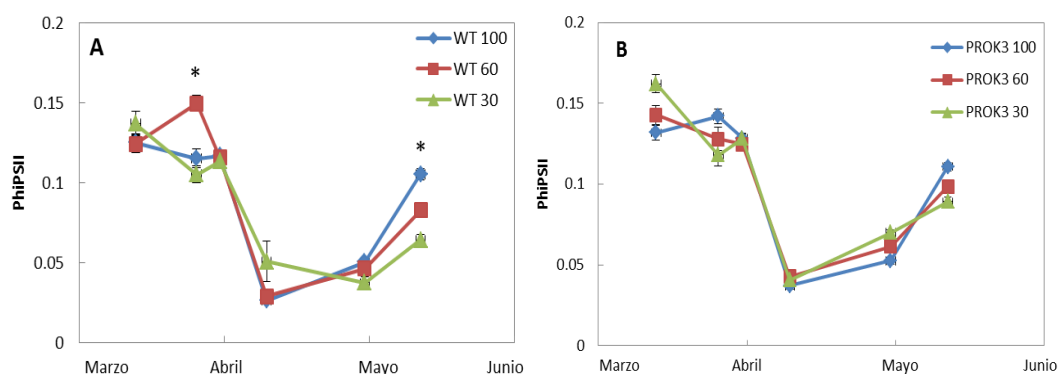 0.2
0.15
0.1
0.05
0
PhiPSII
A
*
*
WT 100
WT 60
WT 30
Marzo Abril Mayo Junio
0.2
0.15
0.1
0.05
0
PhiPSII
B
PROK3 100
PROK3 60
PROK3 30
Marzo Abril Mayo Junio